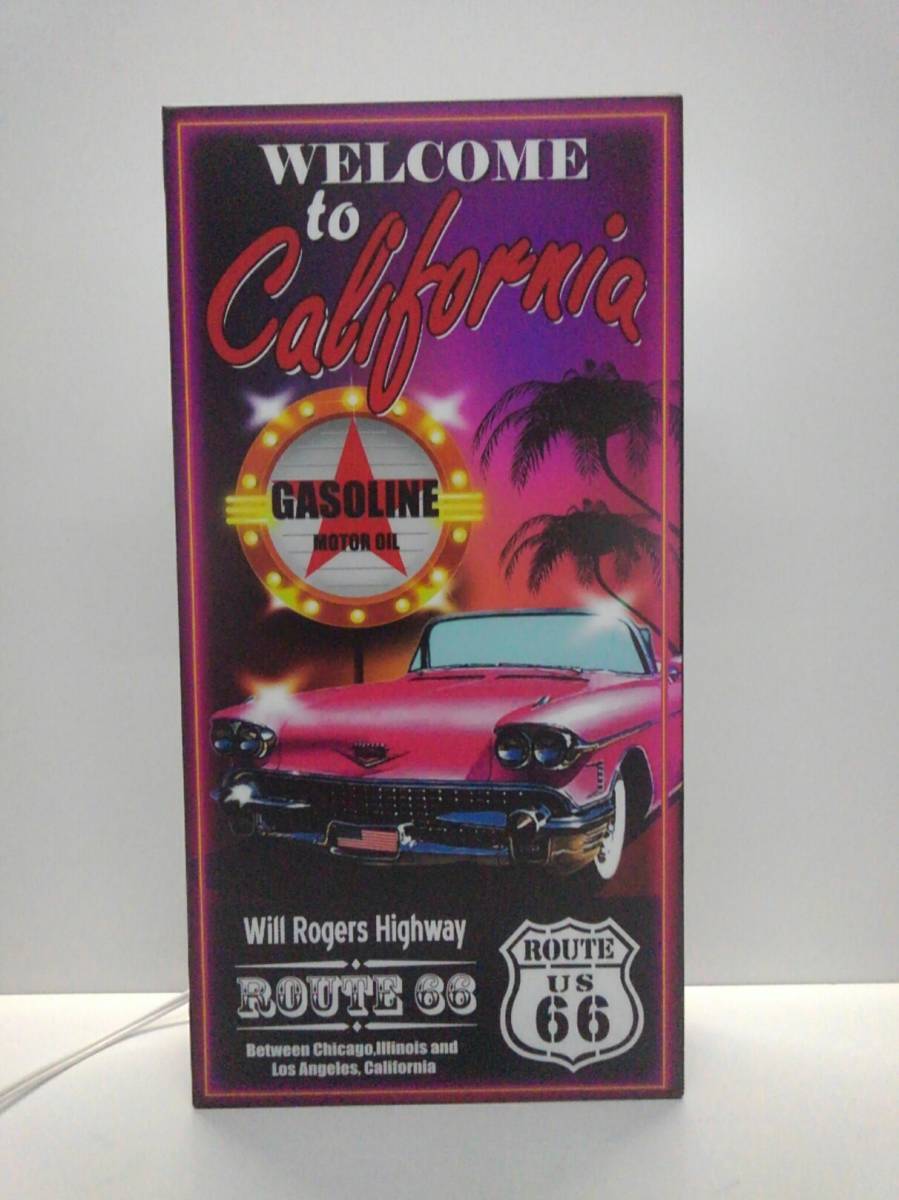 WELCOME
to
California
GASOLINE
MOTOR OIL
Will Rogers Highway
ROUTE 66
Between Chicago,Illinois and
Los Angeles, California
ROUTE
US
66